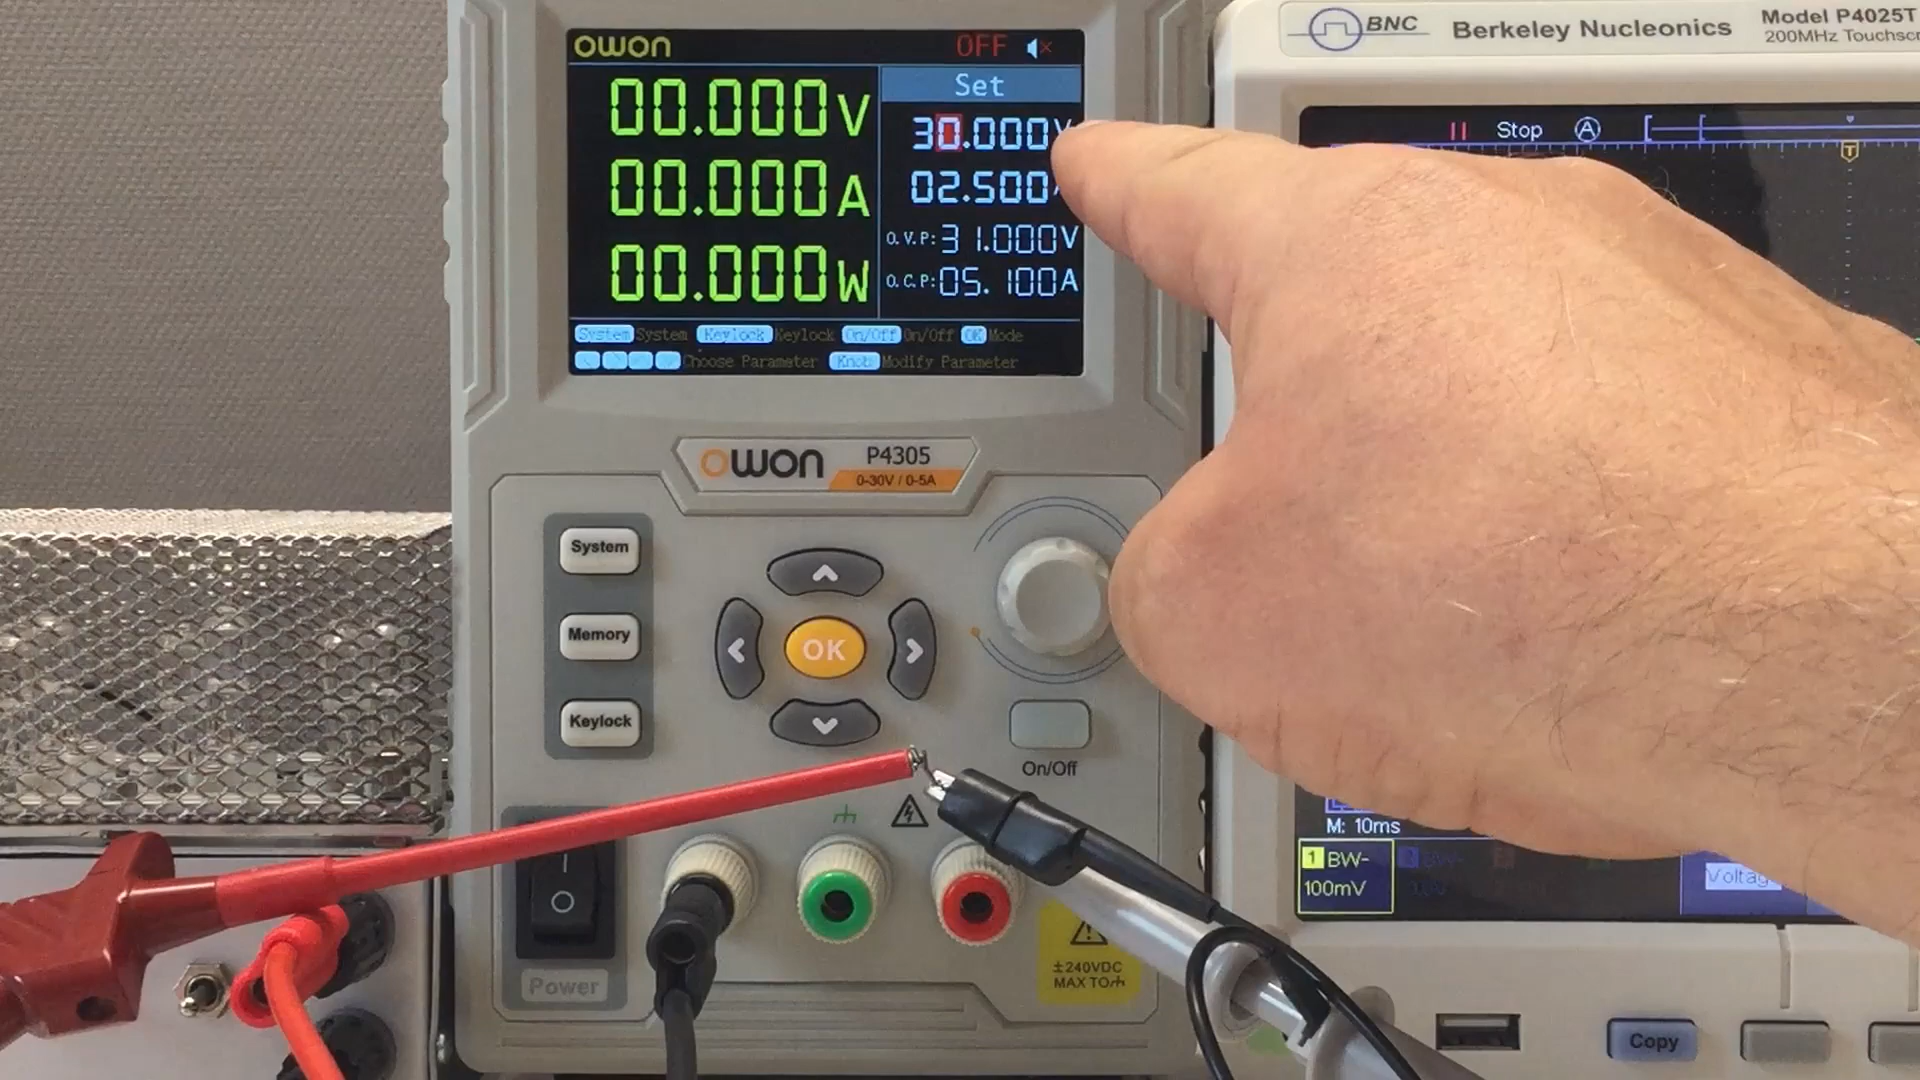 OWON OFF
00.000V
00.000A
00.000W
Set
30.000V
02.500
O.V.P: 31.000V
O.C.P: 05.100A
System System Keylock Keylock On/Off On/Off OK Mode
Choose Parameter Knob Modify Parameter
OWON P4305
0-30V / 0-5A
System
Memory
Keylock
OK
On/Off
Power
±240VDC
MAX TO
BNC Berkeley Nucleonics
Model P4025T
200MHz Touchscr
Stop A
T
M: 10ms
1 BW-
100mV
Voltag
Copy